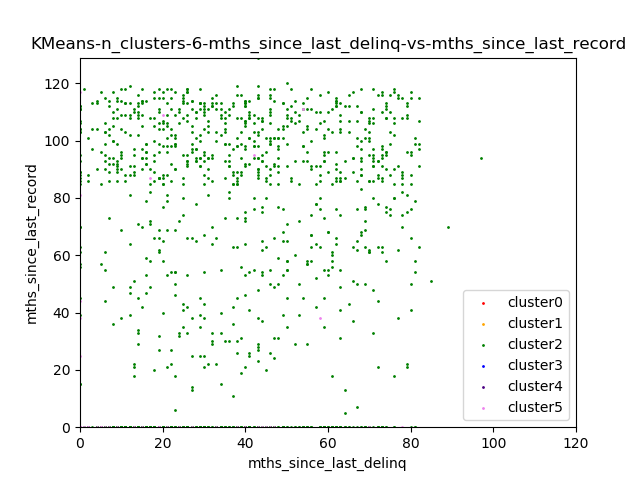 KMeans-n_clusters-6-mths_since_last_delinq-vs-mths_since_last_record
mths_since_last_record
120
100
80
60
40
20
0
cluster0
cluster1
cluster2
cluster3
cluster4
cluster5
0 20 40 60 80 100 120
mths_since_last_delinq